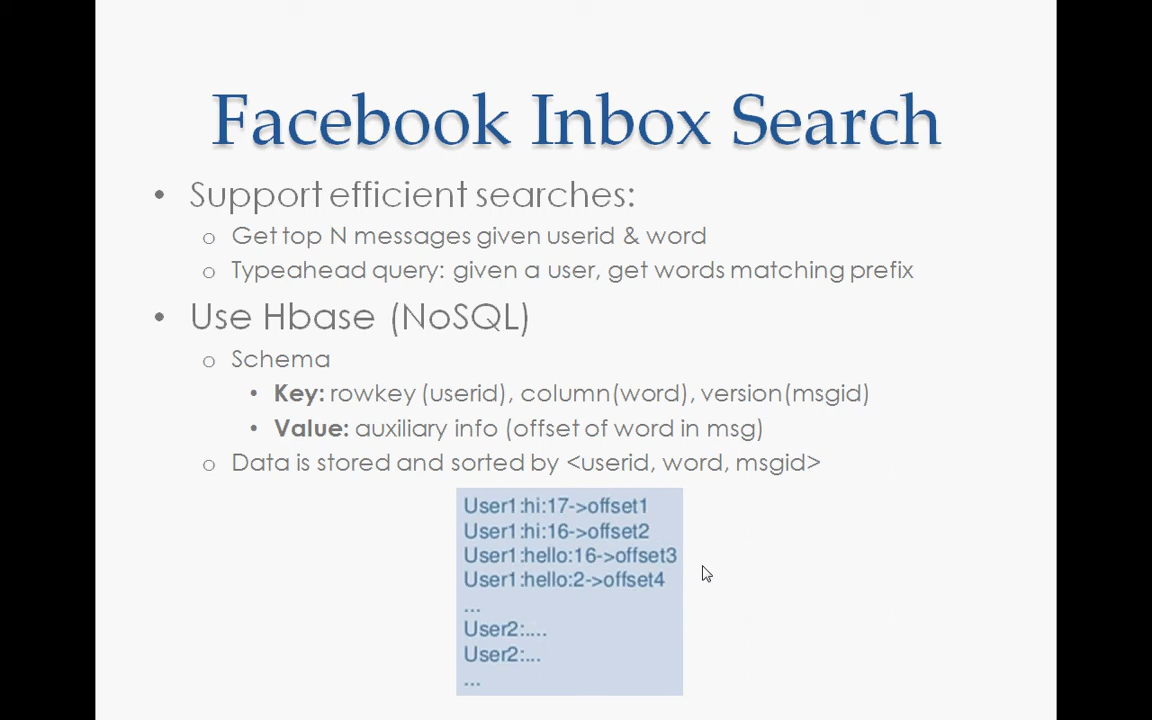 Facebook Inbox Search
• Support efficient searches:
o Get top N messages given userid & word
o Typeahead query: given a user, get words matching prefix
• Use Hbase (NoSQL)
o Schema
• Key: rowkey (userid), column(word), version(msgid)
• Value: auxiliary info (offset of word in msg)
o Data is stored and sorted by <userid, word, msgid>
User1:hi:17->offset1
User1:hi:16->offset2
User1:hello:16->offset3
User1:hello:2->offset4
...
User2:....
User2:...
...